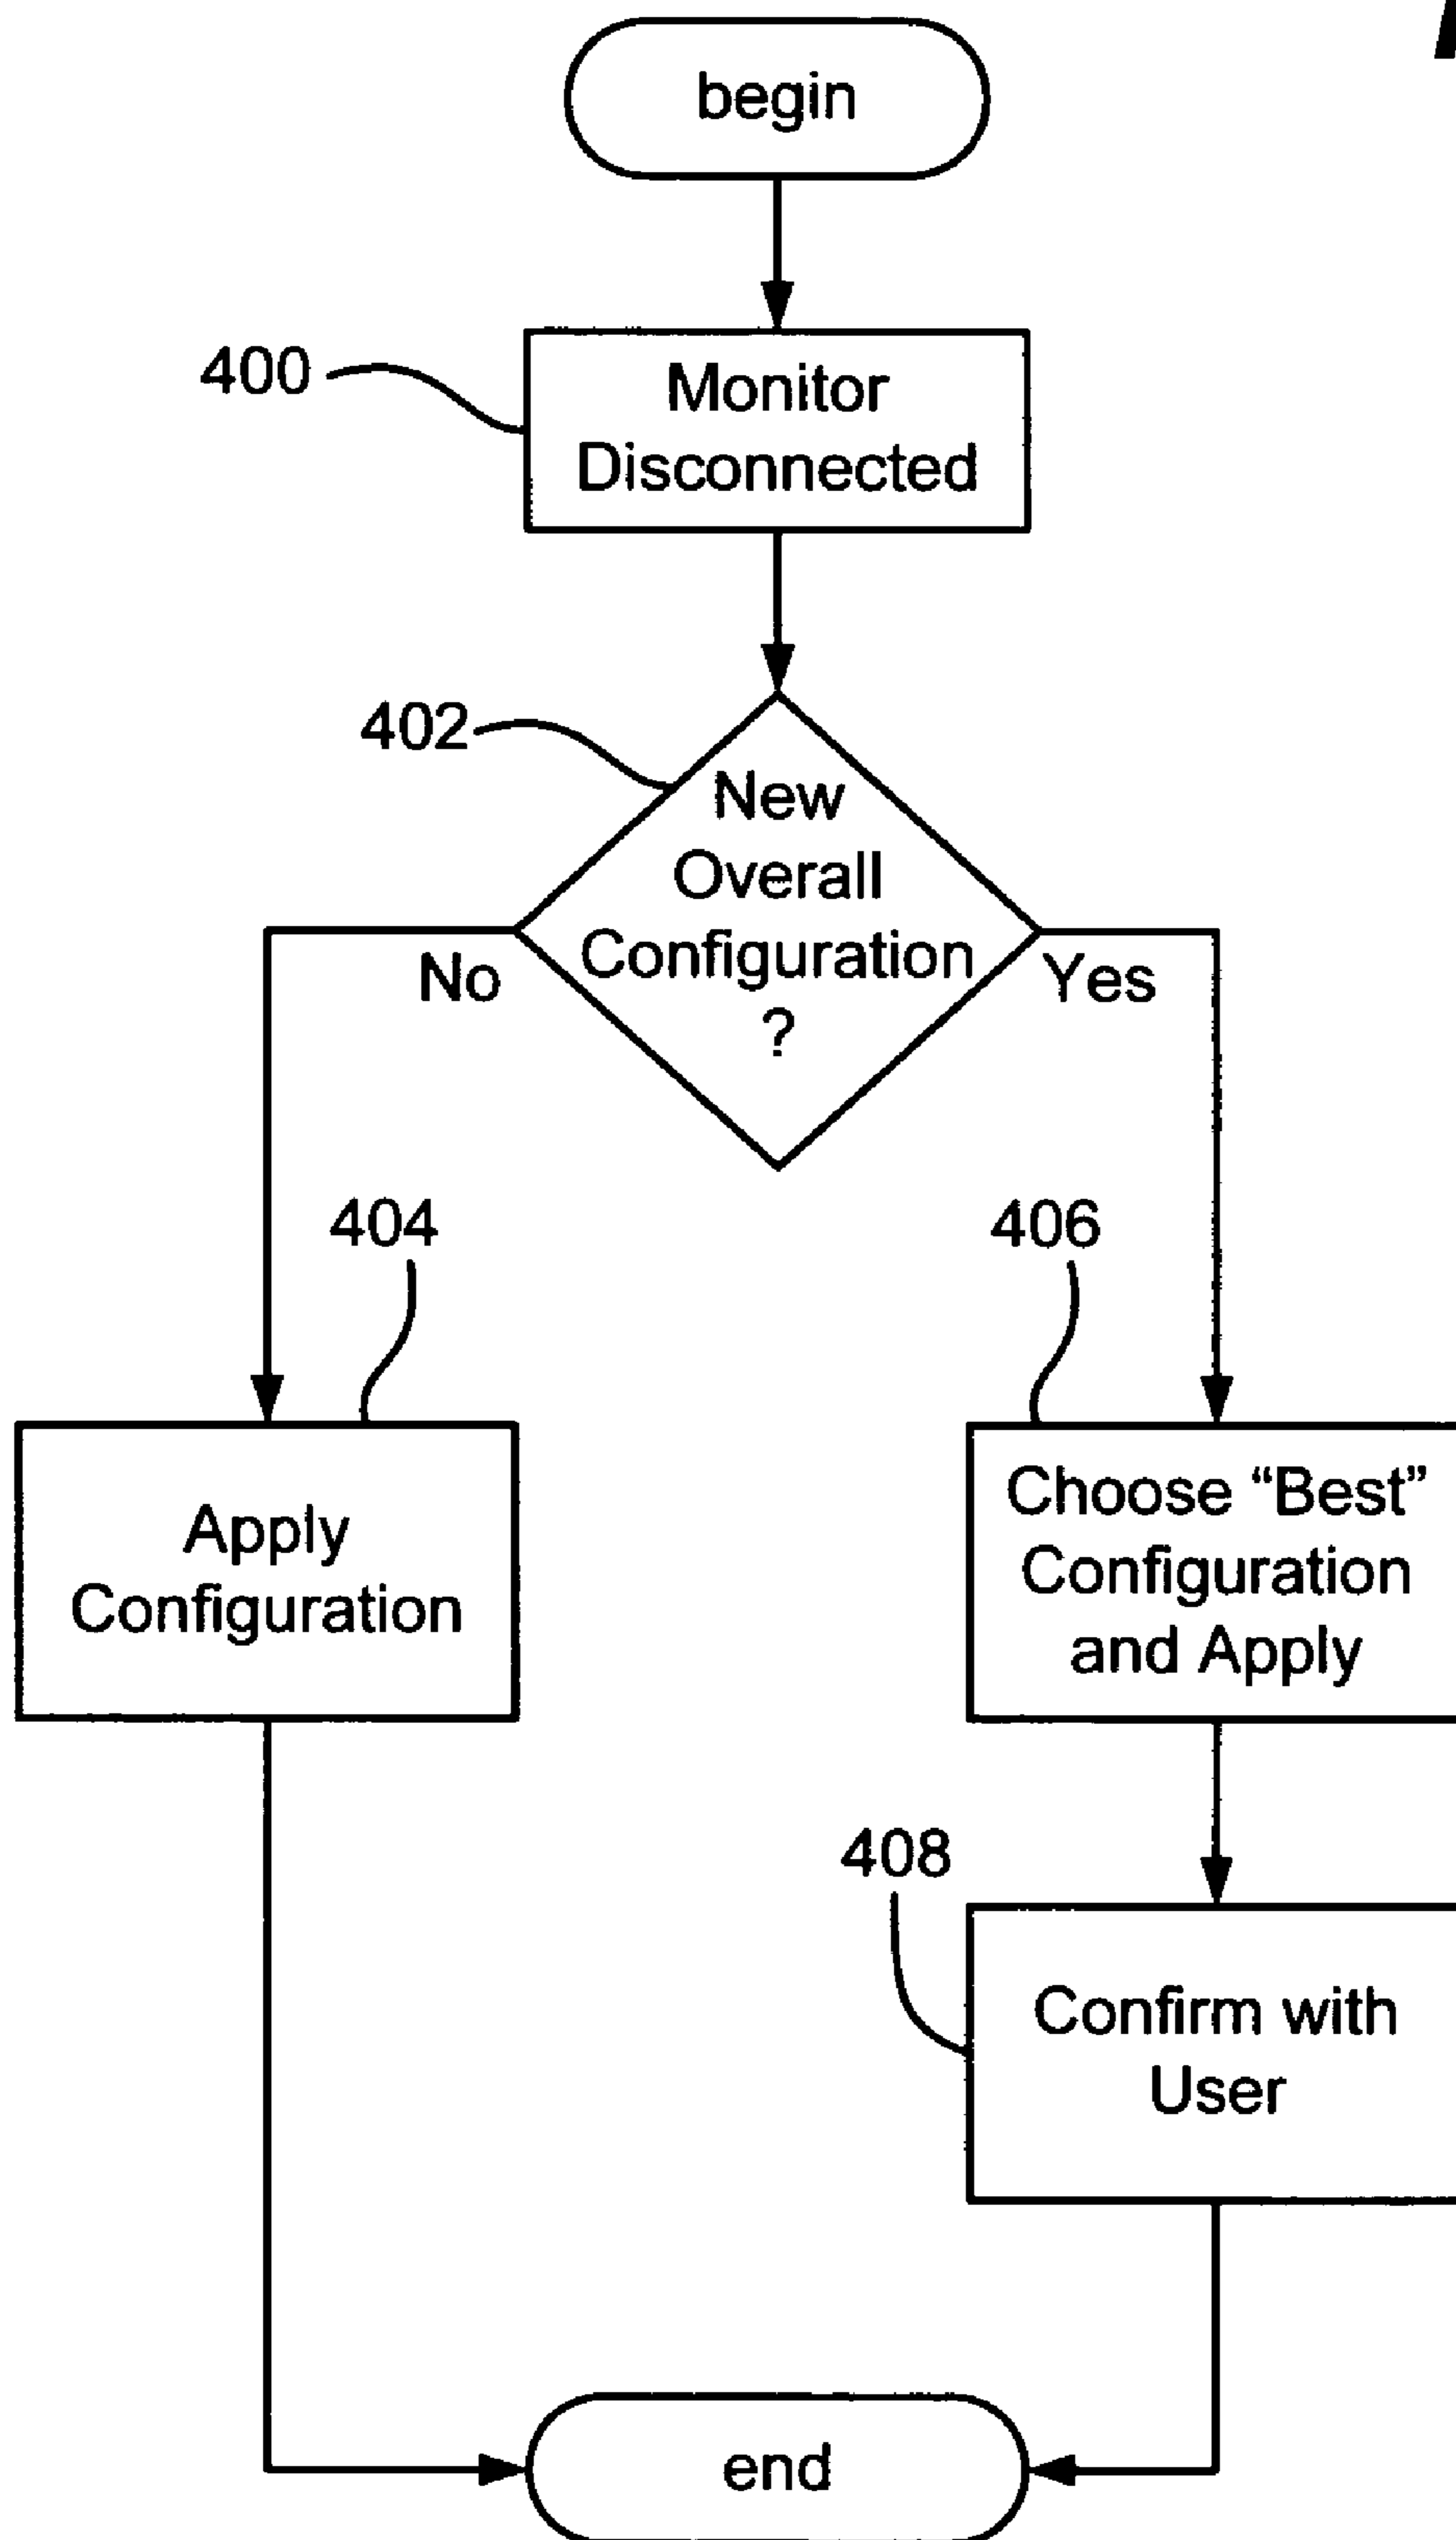 begin
400
Monitor
Disconnected
402
New
Overall
Configuration
?
No
Yes
404
406
Apply
Configuration
Choose “Best”
Configuration
and Apply
408
Confirm with
User
end